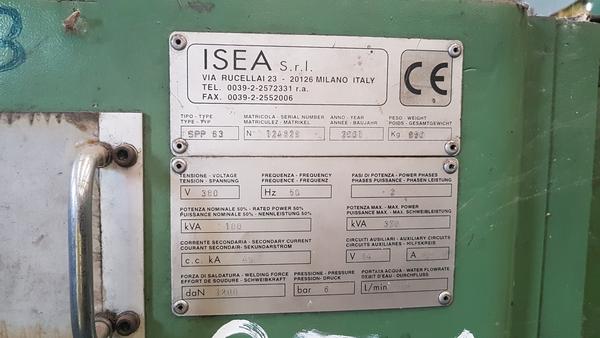 ISEA S.r.l.
VIA RUCELLAI 23 - 20126 MILANO ITALY
TEL. 0039-2-2572331 r.a.
FAX. 0039-2-2552006
CE
TIPO - TYPE
TYPE - TYP
MATRICOLA - SERIAL NUMBER
MATRICULEZ - MATRIKEL
ANNO - YEAR
ANNEE - BAUJAHR
PESO - WEIGHT
POIDS - GESAMTGEWICHT
SPP 63
N°
Kg
TENSIONE - VOLTAGE
TENSION - SPANNUNG
FREQUENZA - FREQUENCY
FREQUENCE - FREQUENZ
FASI DI POTENZA - POWER PHASES
PHASES PUISSANCE - PHASEN LEISTUNG
V 380
Hz 50
2
POTENZA NOMINALE 50% - RATED POWER 50%
PUISSANCE NOMINALE 50% - NENNLEISTUNG 50%
POTENZA MAX. - MAX. POWER
PUISSANCE MAX. - MAX. SCHWEIBLEISTUNG
kVA 100
kVA
CORRENTE SECONDARIA - SECONDARY CURRENT
COURANT SECONDAIR - SEKUNDARSTROM
CIRCUITI AUSILIARI - AUXILIARY CIRCUITS
CIRCUITES AUXILIAIRES - HILFSKREIS
c.c. kA
V
A
FORZA DI SALDATURA - WELDING FORCE
EFFORT DE SOUDURE - SCHWEIBKRAFT
PRESSIONE - PRESSURE
PRESSION - DRUCK
PORTATA ACQUA - WATER FLOWRATE
DEBIT D'EAU - DURCHFLUSS
daN 1200
bar 6
l/min